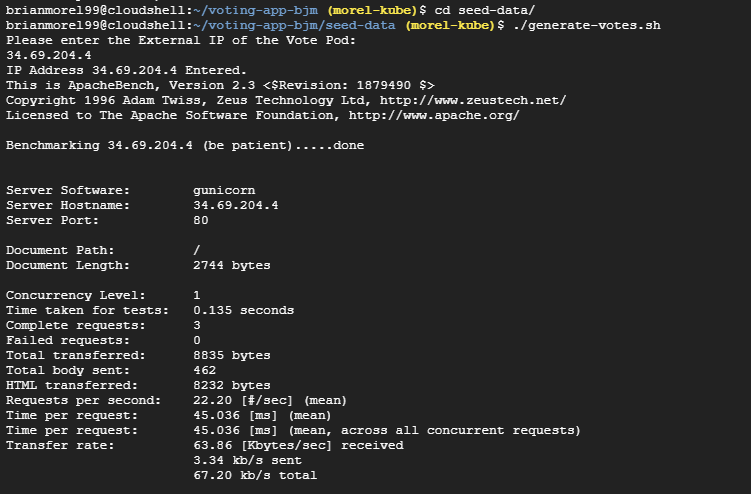 brianmorel99@cloudshell:~/voting-app-bjm (morel-kube)$ cd seed-data/
brianmorel99@cloudshell:~/voting-app-bjm/seed-data (morel-kube)$ ./generate-votes.sh
Please enter the External IP of the Vote Pod:
34.69.204.4
IP Address 34.69.204.4 Entered.
This is ApacheBench, Version 2.3 <$Revision: 1879490 $>
Copyright 1996 Adam Twiss, Zeus Technology Ltd, http://www.zeustech.net/
Licensed to The Apache Software Foundation, http://www.apache.org/
Benchmarking 34.69.204.4 (be patient).....done
Server Software: gunicorn
Server Hostname: 34.69.204.4
Server Port: 80
Document Path: /
Document Length: 2744 bytes
Concurrency Level: 1
Time taken for tests: 0.135 seconds
Complete requests: 3
Failed requests: 0
Total transferred: 8835 bytes
Total body sent: 462
HTML transferred: 8232 bytes
Requests per second: 22.20 [#/sec] (mean)
Time per request: 45.036 [ms] (mean)
Time per request: 45.036 [ms] (mean, across all concurrent requests)
Transfer rate: 63.86 [Kbytes/sec] received
3.34 kb/s sent
67.20 kb/s total